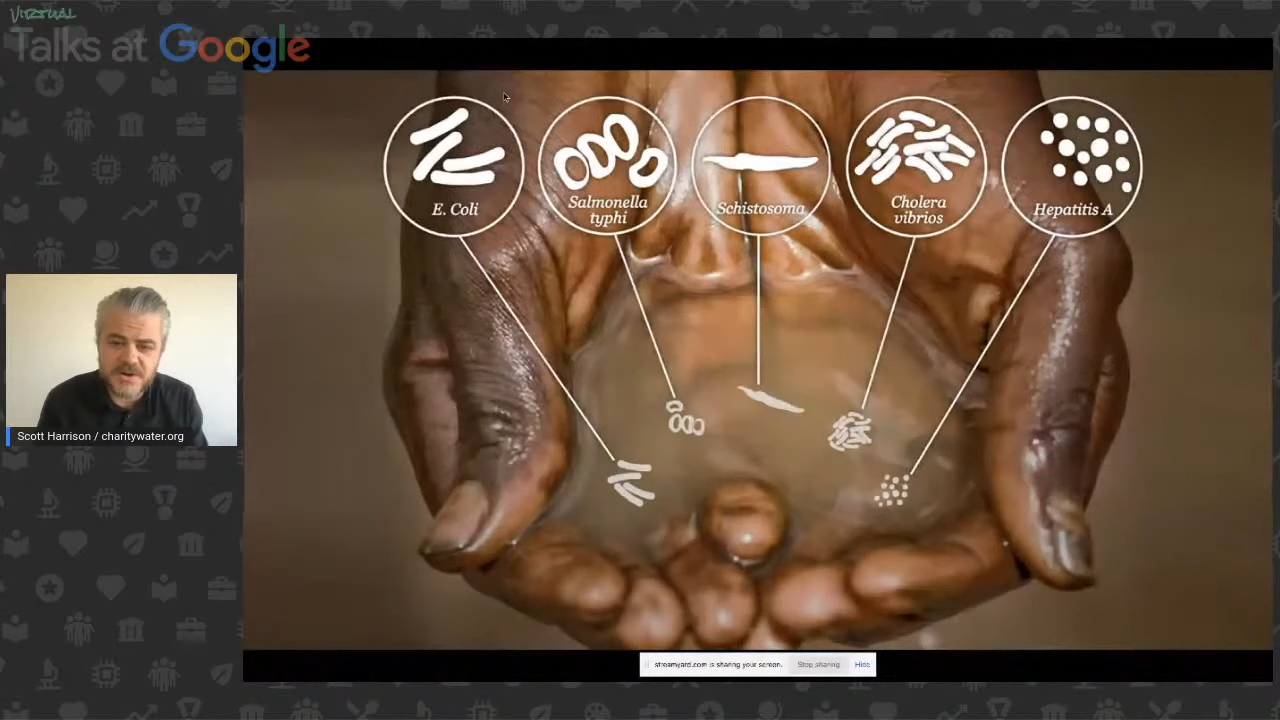 VIRTUAL
Talks at Google
E. Coli
Salmonella
typhi
Schistosoma
Cholera
vibrios
Hepatitis A
Scott Harrison / charitywater.org
streamyard.com is sharing your screen.
Stop sharing
Hide